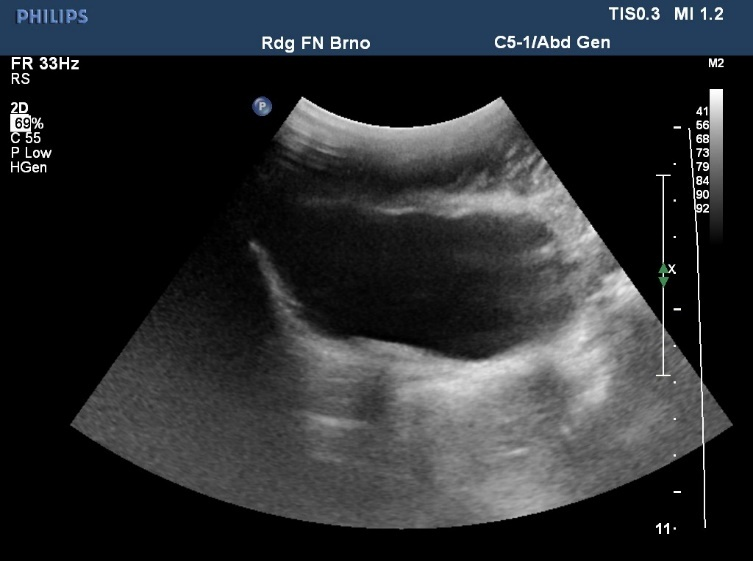 PHILIPS
TIS0.3 MI 1.2
Rdg FN Brno
C5-1/Abd Gen
FR 33Hz
RS
2D
69%
C 55
P Low
HGen
P
M2
41
56
68
73
79
84
90
92
X
11